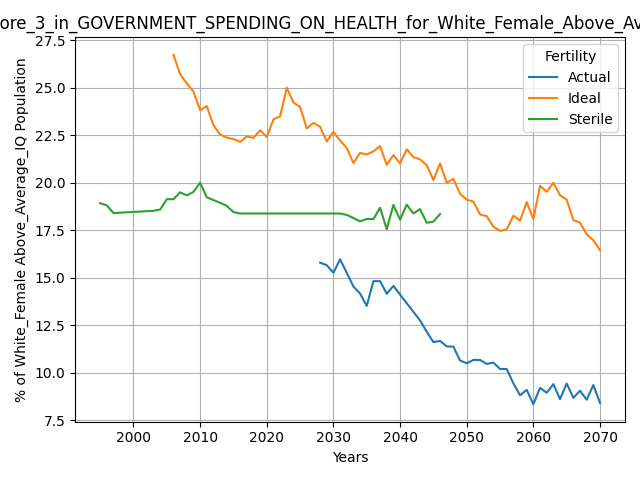 ore_3_in_GOVERNMENT_SPENDING_ON_HEALTH_for_White_Female_Above_Av
27.5
25.0
22.5
20.0
17.5
15.0
12.5
10.0
7.5
% of White_Female Above_Average_IQ Population
Fertility
Actual
Ideal
Sterile
2000 2010 2020 2030 2040 2050 2060 2070
Years